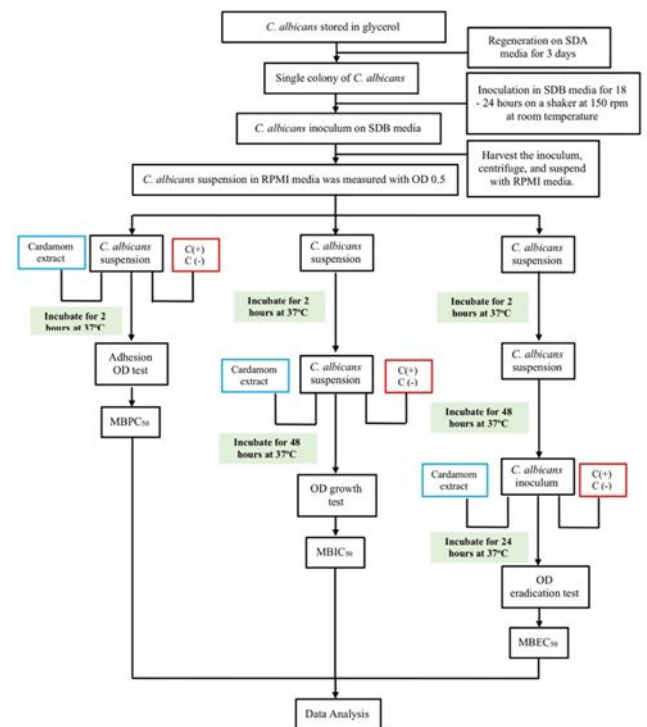 C. albicans stored in glycerol
Regeneration on SDA
media for 3 days
Single colony of C. albicans
Inoculation in SDB media for 18
- 24 hours on a shaker at 150 rpm
at room temperature
C. albicans inoculum on SDB media
Harvest the inoculum,
centrifuge, and suspend
with RPMI media.
C. albicans suspension in RPMI media was measured with OD 0.5
Cardamom
extract
C. albicans
suspension
C(+)
C (-)
Incubate for 2
hours at 37°C
Adhesion
OD test
MBPC50
C. albicans
suspension
Incubate for 2
hours at 37°C
Cardamom
extract
C. albicans
suspension
C(+)
C (-)
Incubate for 48
hours at 37°C
OD growth
test
MBIC50
C. albicans
suspension
Incubate for 2
hours at 37°C
C. albicans
suspension
Incubate for 48
hours at 37°C
Cardamom
extract
C. albicans
inoculum
C(+)
C (-)
Incubate for 24
hours at 37°C
OD
eradication test
MBEC50
Data Analysis